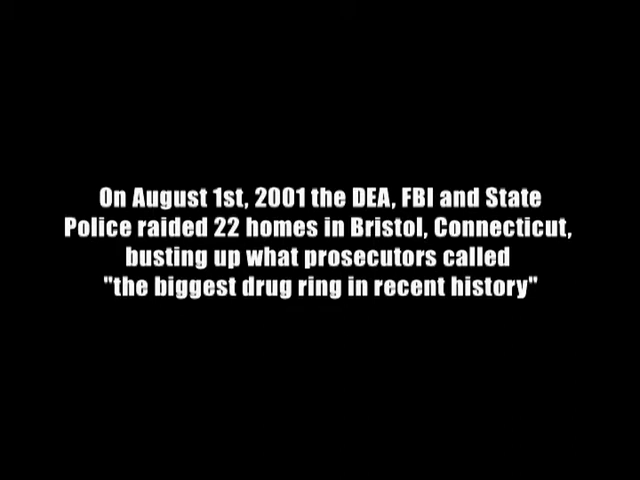 On August 1st, 2001 the DEA, FBI and State
Police raided 22 homes in Bristol, Connecticut,
busting up what prosecutors called
"the biggest drug ring in recent history"